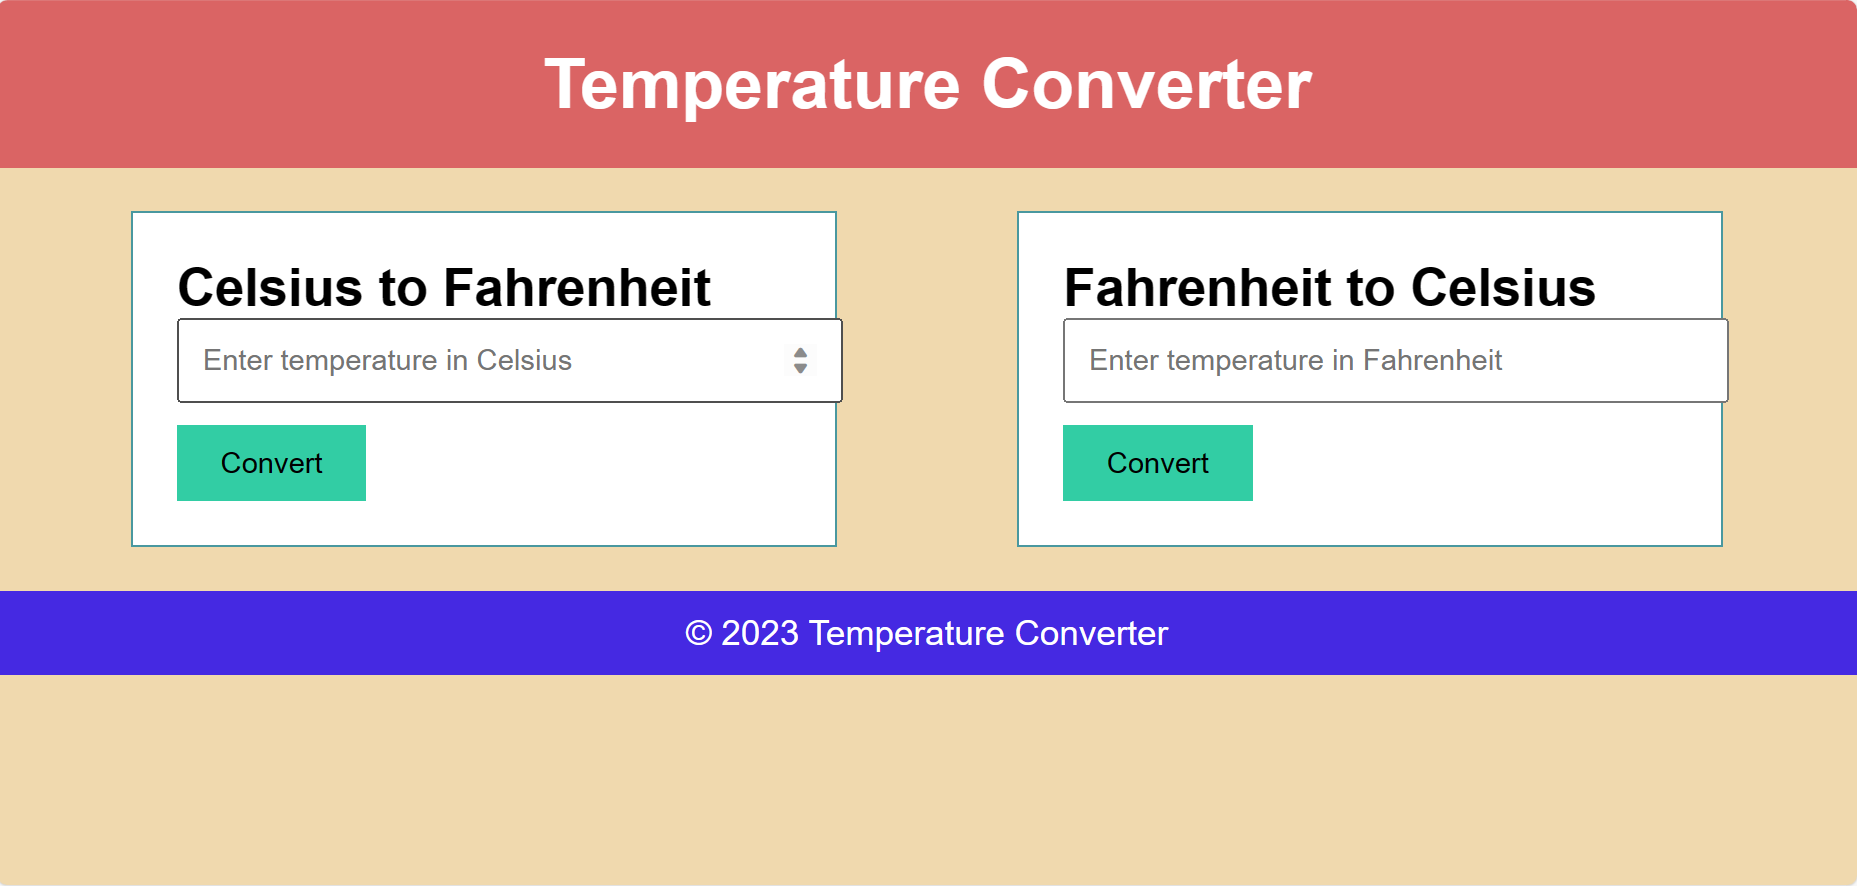 Temperature Converter
Celsius to Fahrenheit
Enter temperature in Celsius
Convert
Fahrenheit to Celsius
Enter temperature in Fahrenheit
Convert
© 2023 Temperature Converter